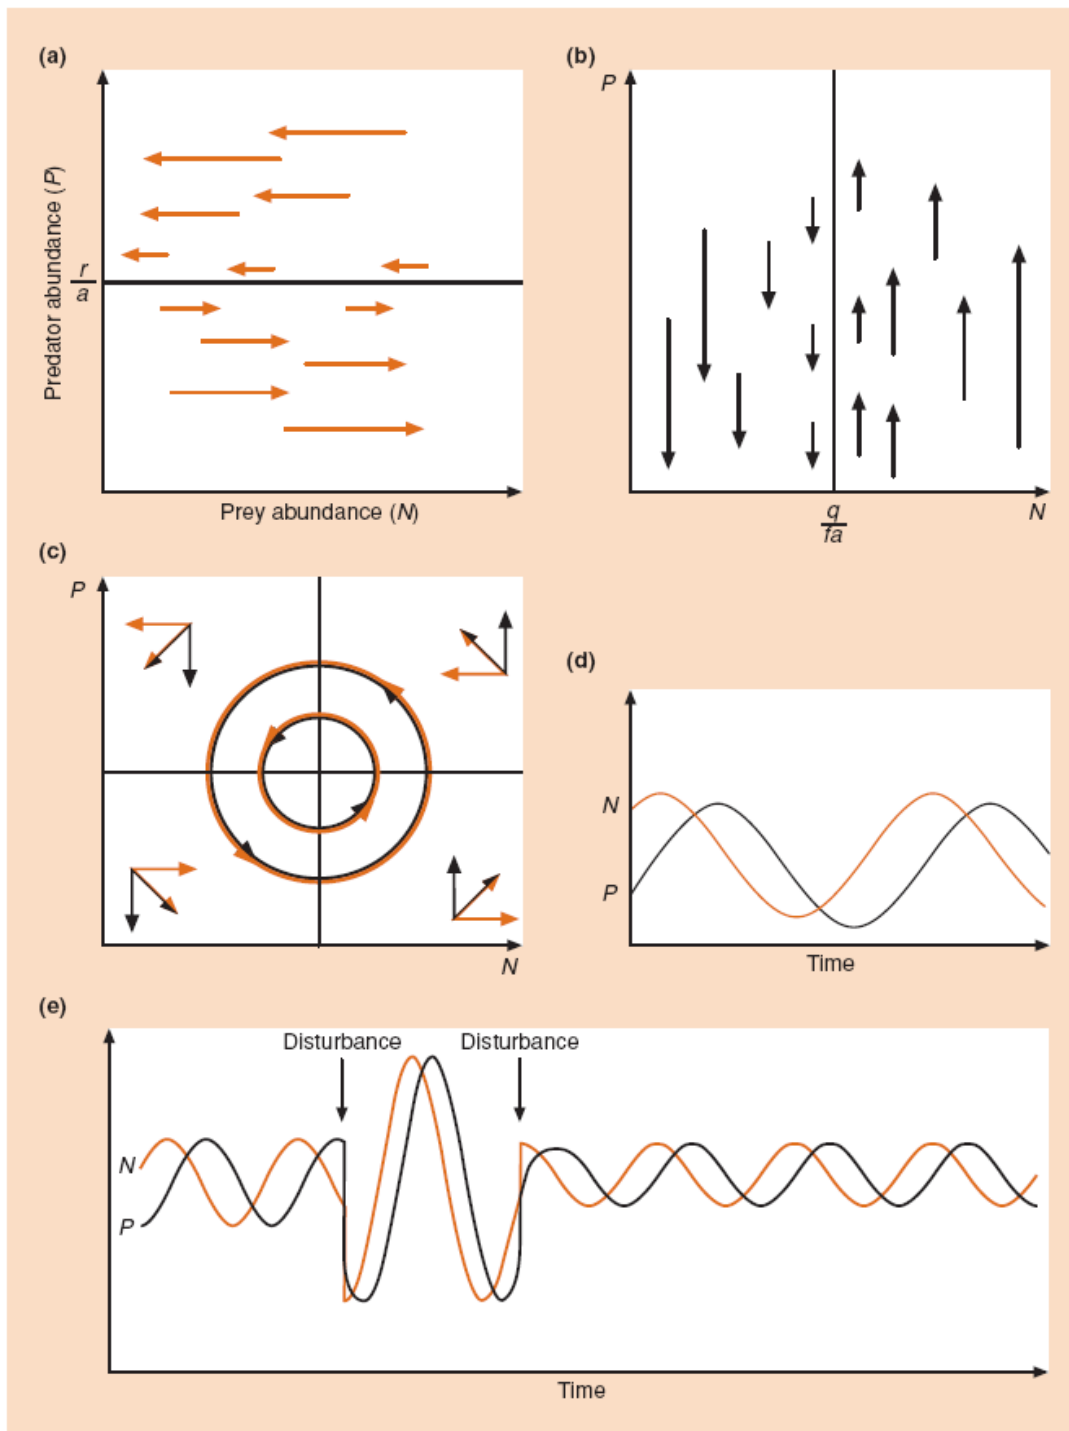 (a)
Predator abundance (P)
r
a
Prey abundance (N)
(b)
P
q
fa
N
(c)
P
N
(d)
N
P
Time
(e)
Disturbance Disturbance
N
P
Time